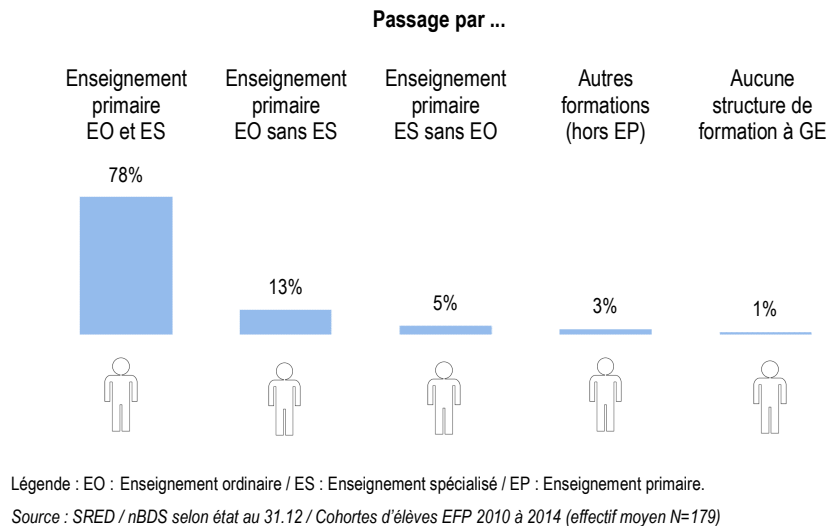 Passage par ...
Enseignement primaire EO et ES
Enseignement primaire EO sans ES
Enseignement primaire ES sans EO
Autres formations (hors EP)
Aucune structure de formation à GE
78%
13%
5%
3%
1%
Légende : EO : Enseignement ordinaire / ES : Enseignement spécialisé / EP : Enseignement primaire.
Source : SRED / nBDS selon état au 31.12 / Cohortes d'élèves EFP 2010 à 2014 (effectif moyen N=179)